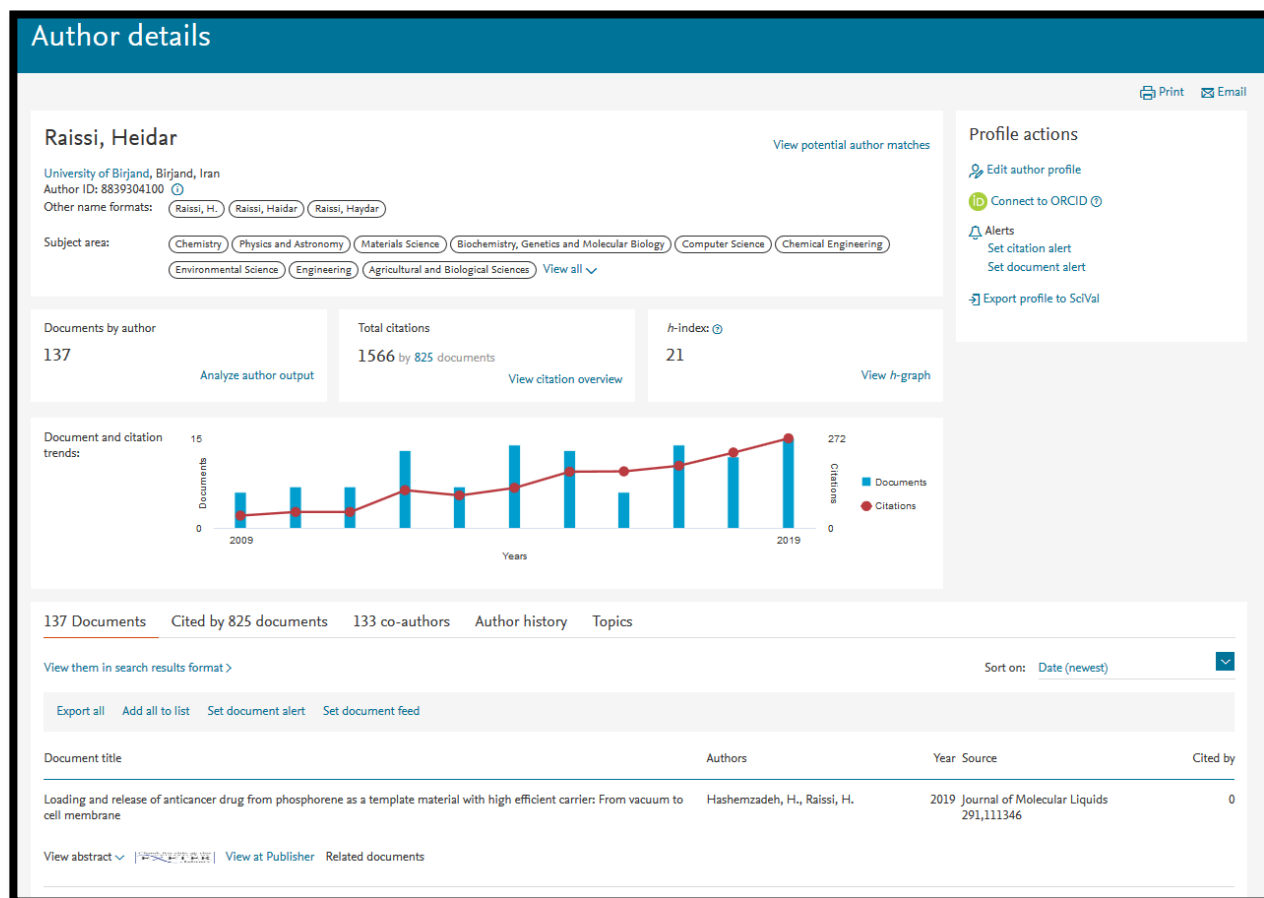 Author details
Print Email
Raissi, Heidar
View potential author matches
University of Birjand, Birjand, Iran
Author ID: 8839304100
Other name formats: Raissi, H. Raissi, Haidar Raissi, Haydar
Subject area: Chemistry Physics and Astronomy Materials Science Biochemistry, Genetics and Molecular Biology Computer Science Chemical Engineering
Environmental Science Engineering Agricultural and Biological Sciences View all
Profile actions
Edit author profile
iD Connect to ORCID
Alerts
Set citation alert
Set document alert
Export profile to SciVal
Documents by author
137
Analyze author output
Total citations
1566 by 825 documents
View citation overview
h-index:
21
View h-graph
Document and citation
trends:
15
Documents
0
2009
Years
2019
272
Citations
0
Documents
Citations
137 Documents Cited by 825 documents 133 co-authors Author history Topics
View them in search results format >
Sort on: Date (newest)
Export all Add all to list Set document alert Set document feed
Document title Authors Year Source Cited by
Loading and release of anticancer drug from phosphorene as a template material with high efficient carrier: From vacuum to Hashemzadeh, H., Raissi, H. 2019 Journal of Molecular Liquids 0
cell membrane 291,111346
View abstract View at Publisher Related documents